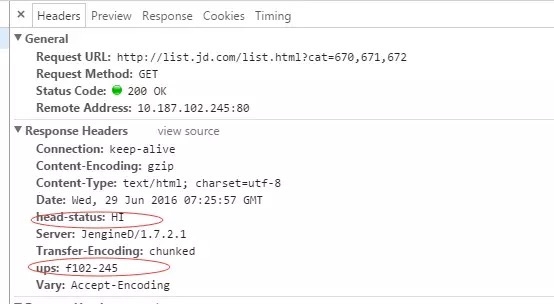 × Headers Preview Response Cookies Timing
▼ General
Request URL: http://list.jd.com/list.html?cat=670,671,672
Request Method: GET
Status Code: 200 OK
Remote Address: 10.187.102.245:80
▼ Response Headers view source
Connection: keep-alive
Content-Encoding: gzip
Content-Type: text/html; charset=utf-8
Date: Wed, 29 Jun 2016 07:25:57 GMT
head-status: HI
Server: JengineD/1.7.2.1
Transfer-Encoding: chunked
ups: f102-245
Vary: Accept-Encoding